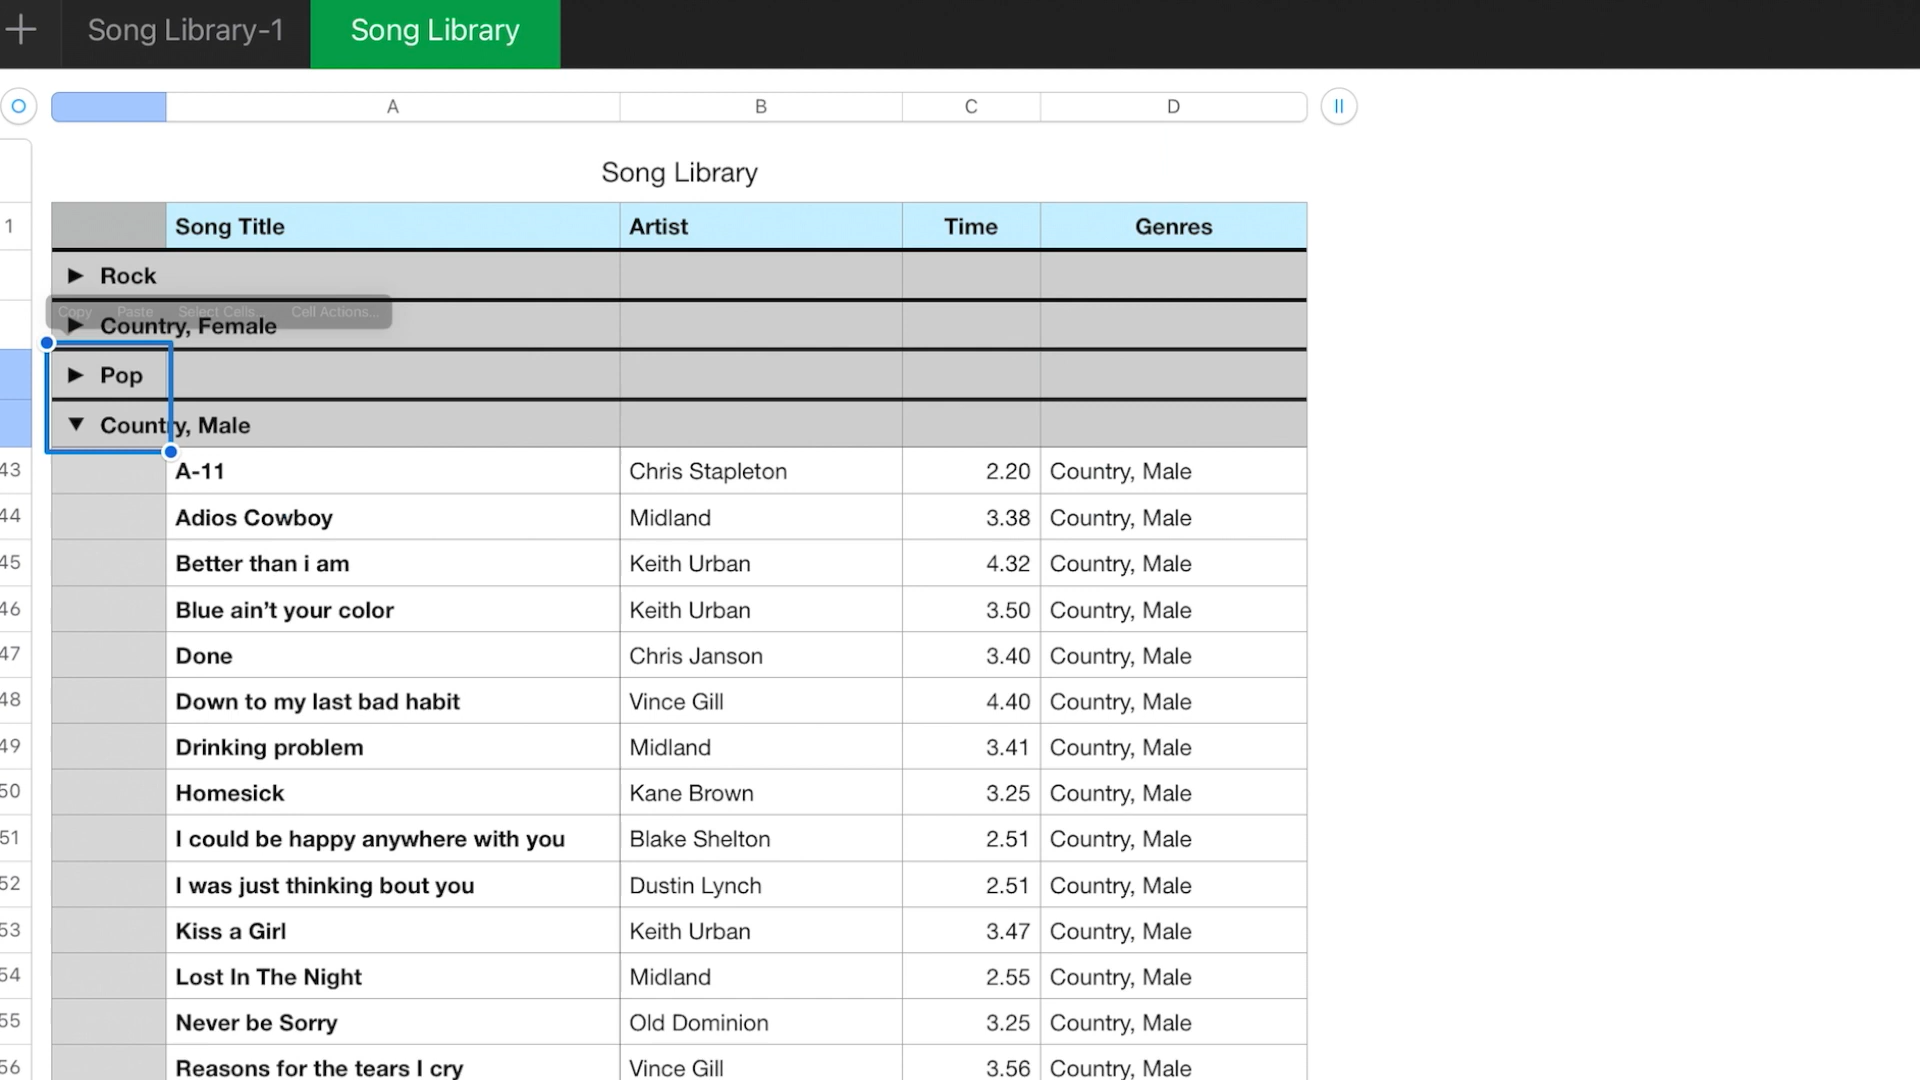 Song Library-1 Song Library
A B C D
Song Library
1 Song Title Artist Time Genres
Rock
Copy Paste Select Cells... Cell Actions...
Country, Female
Pop
Country, Male
43 A-11 Chris Stapleton 2.20 Country, Male
44 Adios Cowboy Midland 3.38 Country, Male
45 Better than i am Keith Urban 4.32 Country, Male
46 Blue ain’t your color Keith Urban 3.50 Country, Male
47 Done Chris Janson 3.40 Country, Male
48 Down to my last bad habit Vince Gill 4.40 Country, Male
49 Drinking problem Midland 3.41 Country, Male
50 Homesick Kane Brown 3.25 Country, Male
51 I could be happy anywhere with you Blake Shelton 2.51 Country, Male
52 I was just thinking bout you Dustin Lynch 2.51 Country, Male
53 Kiss a Girl Keith Urban 3.47 Country, Male
54 Lost In The Night Midland 2.55 Country, Male
55 Never be Sorry Old Dominion 3.25 Country, Male
56 Reasons for the tears I cry Vince Gill 3.56 Country, Male